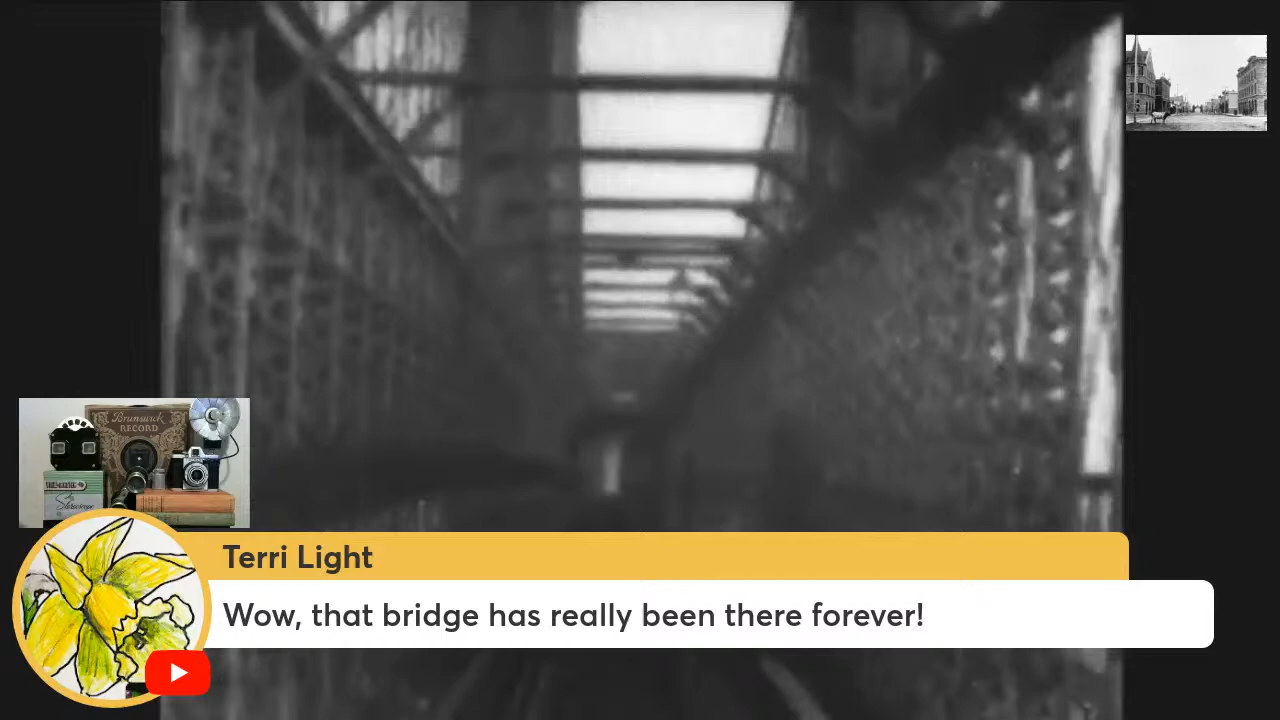 Brunswick
RECORD
Terri Light
Wow, that bridge has really been there forever!